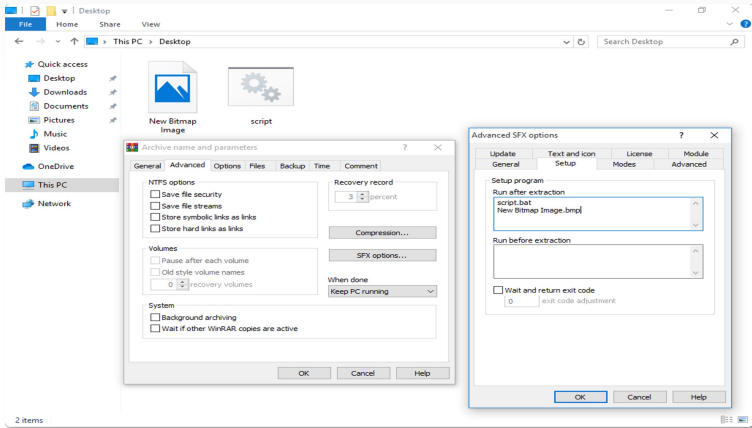 Desktop
File Home Share View
This PC > Desktop
Search Desktop
Quick access
Desktop
Downloads
Documents
Pictures
Music
Videos
OneDrive
This PC
Network
New Bitmap
Image
script
Archive name and parameters ?
General Advanced Options Files Backup Time Comment
NTFS options
Save file security
Save file streams
Store symbolic links as links
Store hard links as links
Volumes
Pause after each volume
Old style volume names
0 recovery volumes
System
Background archiving
Wait if other WinRAR copies are active
Recovery record
3 percent
Compression...
SFX options...
When done
Keep PC running
OK Cancel Help
Advanced SFX options ?
Update Text and icon License Module
General Setup Modes Advanced
Setup program
Run after extraction
script.bat
New Bitmap Image.bmp
Run before extraction
Wait and return exit code
0 exit code adjustment
OK Cancel Help
2 items